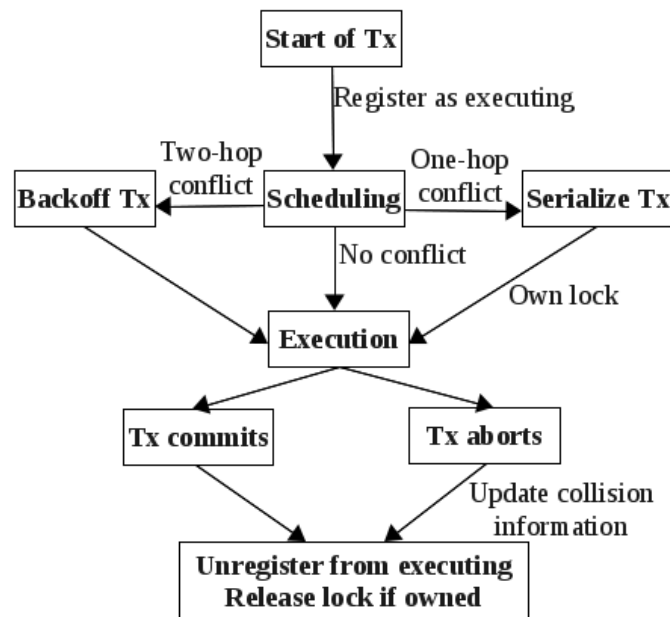 Start of Tx
Register as executing
Two-hop
conflict
One-hop
conflict
Backoff Tx
Scheduling
Serialize Tx
No conflict
Own lock
Execution
Tx commits
Tx aborts
Update collision
information
Unregister from executing
Release lock if owned